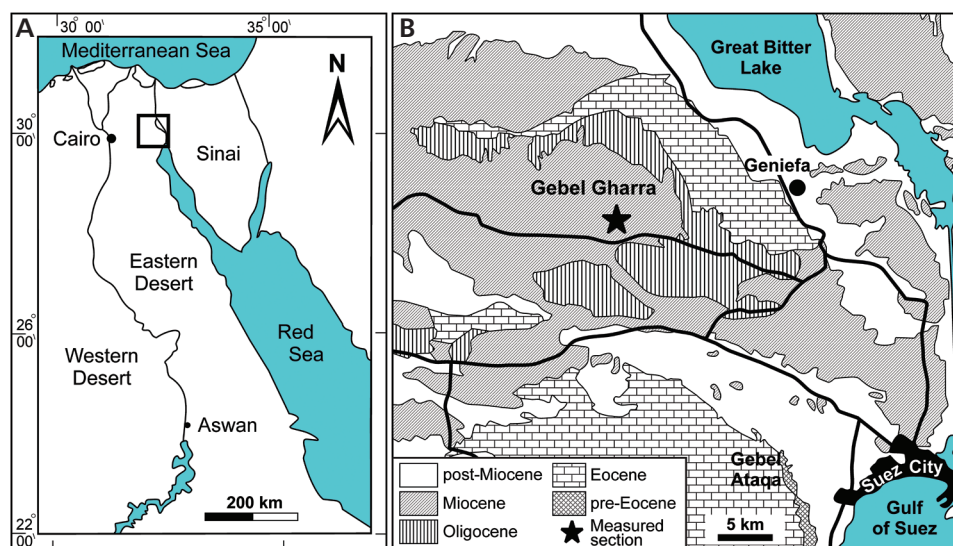 A
30° 00'
35° 00'
Mediterranean Sea
N
30° 00'
Cairo
Sinai
Eastern
Desert
26° 00'
Red
Sea
Western
Desert
Aswan
200 km
22° 00'
B
Great Bitter
Lake
Geniefa
Gebel Gharra
Gebel
Ataqa
Suez City
Gulf
of Suez
post-Miocene
Miocene
Oligocene
Eocene
pre-Eocene
Measured
section
5 km